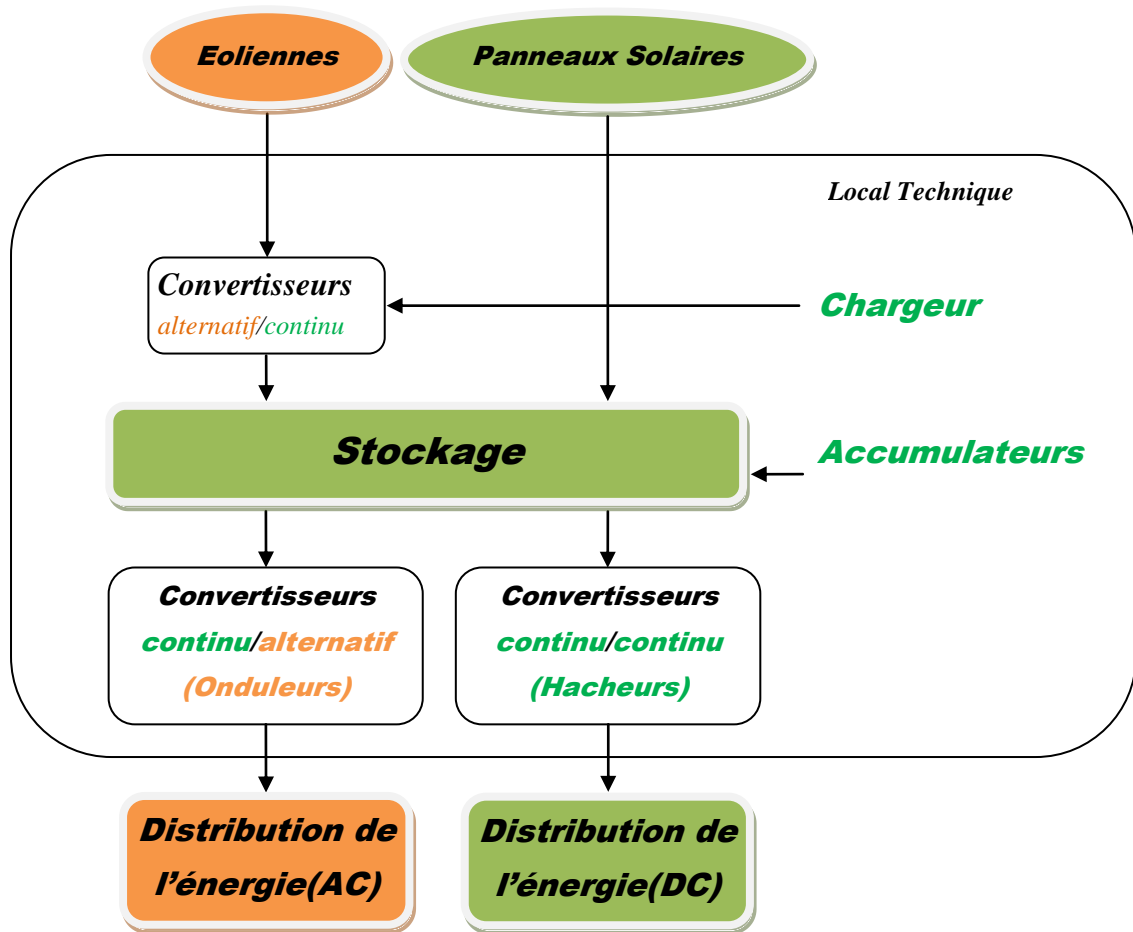 Eoliennes
Panneaux Solaires
Local Technique
Convertisseurs
alternatif/continu
Chargeur
Stockage
Accumulateurs
Convertisseurs
continu/alternatif
(Onduleurs)
Convertisseurs
continu/continu
(Hacheurs)
Distribution de
l'énergie(AC)
Distribution de
l'énergie(DC)